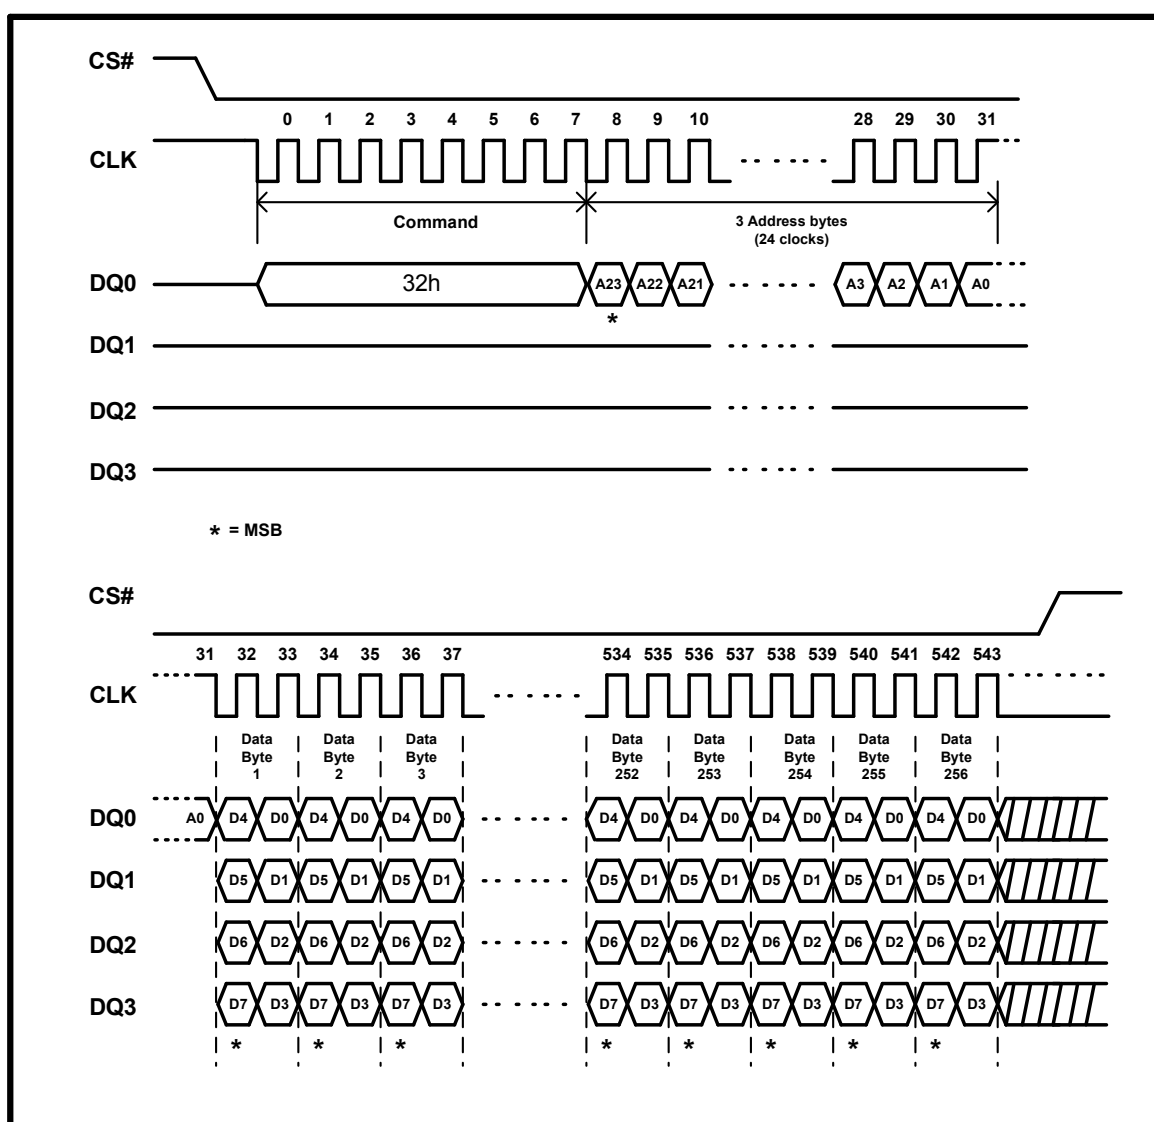 CS#
0 1 2 3 4 5 6 7 8 9 10 28 29 30 31
CLK
Command
3 Address bytes
(24 clocks)
DQ0 32h A23 A22 A21 A3 A2 A1 A0
*
DQ1
DQ2
DQ3
* = MSB
CS#
31 32 33 34 35 36 37 534 535 536 537 538 539 540 541 542 543
CLK
Data Data Data Data Data Data Data Data
Byte Byte Byte Byte Byte Byte Byte Byte
1 2 3 252 253 254 255 256
DQ0 A0 D4 D0 D4 D0 D4 D0 D4 D0 D4 D0 D4 D0 D4 D0 D4 D0
DQ1 D5 D1 D5 D1 D5 D1 D5 D1 D5 D1 D5 D1 D5 D1 D5 D1
DQ2 D6 D2 D6 D2 D6 D2 D6 D2 D6 D2 D6 D2 D6 D2 D6 D2
DQ3 D7 D3 D7 D3 D7 D3 D7 D3 D7 D3 D7 D3 D7 D3 D7 D3
* * * * * * * *